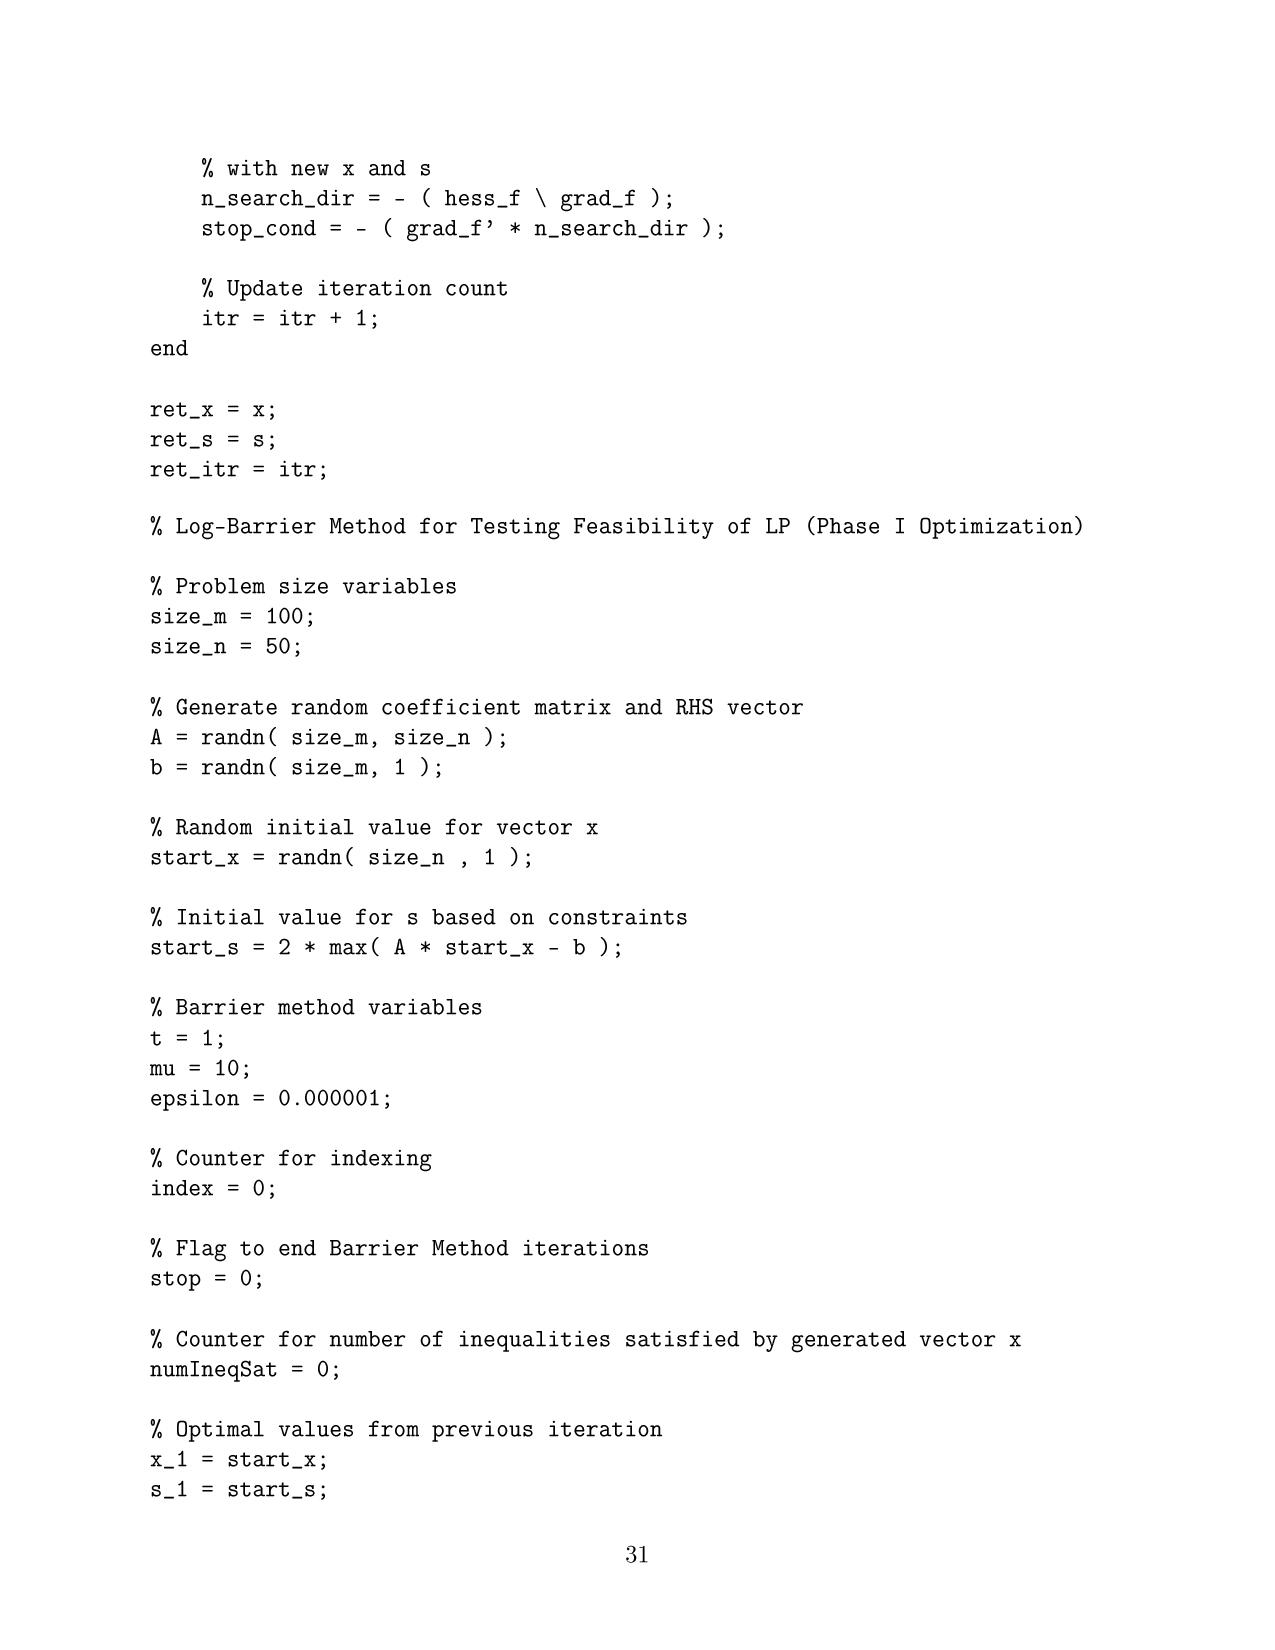 % with new x and s
n_search_dir = - ( hess_f \ grad_f );
stop_cond = - ( grad_f’ * n_search_dir );
% Update iteration count
itr = itr + 1;
end
ret_x = x;
ret_s = s;
ret_itr = itr;
% Log-Barrier Method for Testing Feasibility of LP (Phase I Optimization)
% Problem size variables
size_m = 100;
size_n = 50;
% Generate random coefficient matrix and RHS vector
A = randn( size_m, size_n );
b = randn( size_m, 1 );
% Random initial value for vector x
start_x = randn( size_n , 1 );
% Initial value for s based on constraints
start_s = 2 * max( A * start_x - b );
% Barrier method variables
t = 1;
mu = 10;
epsilon = 0.000001;
% Counter for indexing
index = 0;
% Flag to end Barrier Method iterations
stop = 0;
% Counter for number of inequalities satisfied by generated vector x
numIneqSat = 0;
% Optimal values from previous iteration
x_1 = start_x;
s_1 = start_s;
31